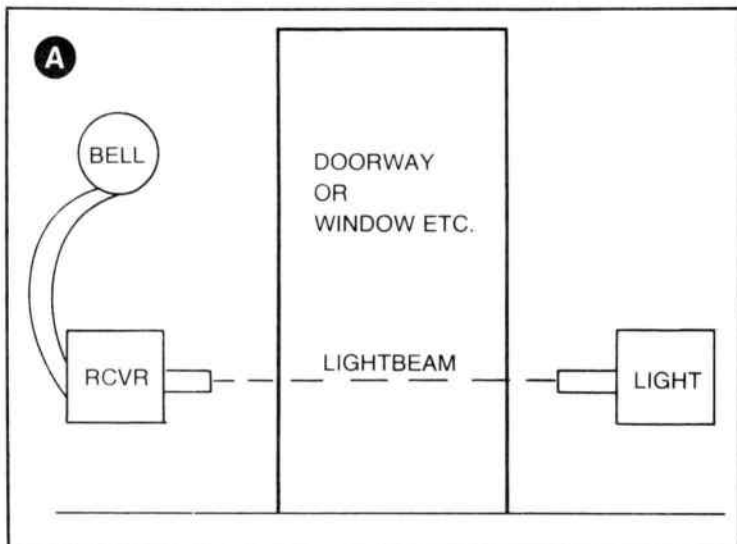 A
BELL
DOORWAY
OR
WINDOW ETC.
RCVR
LIGHTBEAM
LIGHT